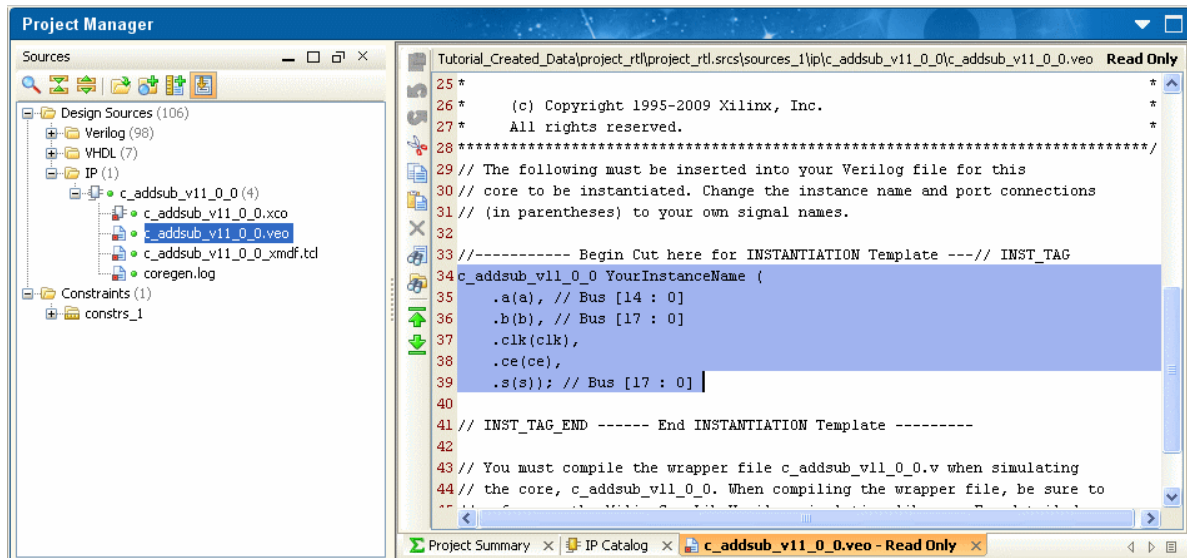 Project Manager
Sources
Design Sources (106)
Verilog (98)
VHDL (7)
IP (1)
c_addsub_v11_0_0 (4)
c_addsub_v11_0_0.xco
c_addsub_v11_0_0.veo
c_addsub_v11_0_0_xmdf.tcl
coregen.log
Constraints (1)
constrs_1
Tutorial_Created_Data\project_rtl\project_rtl.srcs\sources_1\ip\c_addsub_v11_0_0\c_addsub_v11_0_0.veo Read Only
25 * *
26 * (c) Copyright 1995-2009 Xilinx, Inc. *
27 * All rights reserved. *
28 ******************************************************************************/
29 // The following must be inserted into your Verilog file for this
30 // core to be instantiated. Change the instance name and port connections
31 // (in parentheses) to your own signal names.
32
33 //----------- Begin Cut here for INSTANTIATION Template ---// INST_TAG
34 c_addsub_v11_0_0 YourInstanceName (
35 .a(a), // Bus [14 : 0]
36 .b(b), // Bus [17 : 0]
37 .clk(clk),
38 .ce(ce),
39 .s(s)); // Bus [17 : 0]
40
41 // INST_TAG_END ------ End INSTANTIATION Template ---------
42
43 // You must compile the wrapper file c_addsub_v11_0_0.v when simulating
44 // the core, c_addsub_v11_0_0. When compiling the wrapper file, be sure to
Project Summary IP Catalog c_addsub_v11_0_0.veo - Read Only